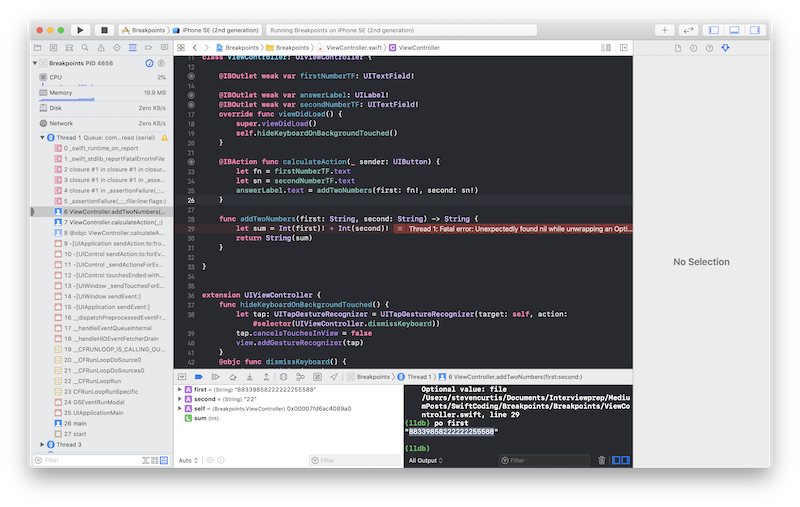 Breakpoints 〉 iPhone SE (2nd generation)
Running Breakpoints on iPhone SE (2nd generation)
Breakpoints 〉 Breakpoints 〉 ViewController.swift 〉 C ViewController
Breakpoints PID 4656
CPU 2%
Memory 19.9 MB
Disk Zero KB/s
Network Zero KB/s
Thread 1 Queue: com...read (serial)
0 _swift_runtime_on_report
1 _swift_stdlib_reportFatalErrorInFile
2 closure #1 in closure #1 in closu...
3 closure #1 in closure #1 in _asse...
4 closure #1 in _assertionFailure(_:...
5 _assertionFailure(_:_:file:line:flags:)
6 ViewController.addTwoNumbers(...
7 ViewController.calculateAction(_:)
8 @objc ViewController.calculateA...
9 -[UIApplication sendAction:to:fro...
10 -[UIControl sendAction:to:forEv...
11 -[UIControl _sendActionsForEve...
12 -[UIControl touchesEnded:with...
13 -[UIWindow _sendTouchesForE...
14 -[UIWindow sendEvent:]
15 -[UIApplication sendEvent:]
16 __dispatchPreprocessedEventFr...
17 __handleEventQueueInternal
18 __handleHIDEventFetcherDrain
19 __CFRUNLOOP_IS_CALLING_OU...
20 __CFRunLoopDoSource0
21 __CFRunLoopDoSources0
22 __CFRunLoopRun
23 CFRunLoopRunSpecific
24 GSEventRunModal
25 UIApplicationMain
26 main
27 start
Thread 3
Filter
11 class ViewController: UIViewController {
12
@IBOutlet weak var firstNumberTF: UITextField!
@IBOutlet weak var answerLabel: UILabel!
@IBOutlet weak var secondNumberTF: UITextField!
17 override func viewDidLoad() {
18 super.viewDidLoad()
19 self.hideKeyboardOnBackgroundTouched()
20 }
21
@IBAction func calculateAction(_ sender: UIButton) {
23 let fn = firstNumberTF.text
24 let sn = secondNumberTF.text
25 answerLabel.text = addTwoNumbers(first: fn!, second: sn!)
26 }
27
28 func addTwoNumbers(first: String, second: String) -> String {
29 let sum = Int(first)! + Int(second)! Thread 1: Fatal error: Unexpectedly found nil while unwrapping an Opti...
30 return String(sum)
31 }
32
33 }
34
35
36 extension UIViewController {
37 func hideKeyboardOnBackgroundTouched() {
38 let tap: UITapGestureRecognizer = UITapGestureRecognizer(target: self, action:
#selector(UIViewController.dismissKeyboard))
39 tap.cancelsTouchesInView = false
40 view.addGestureRecognizer(tap)
41 }
42 @objc func dismissKeyboard() {
Breakpoints 〉 Thread 1 〉 6 ViewController.addTwoNumbers(first:second:)
A first = (String) "88339858222222255588"
A second = (String) "22"
A self = (Breakpoints.ViewController) 0x00007fd6ac4089a0
L sum (Int)
Auto
Filter
Optional value: file
/Users/stevencurtis/Documents/Interviewprep/Mediu
mPosts/SwiftCoding/Breakpoints/Breakpoints/ViewCo
ntroller.swift, line 29
(lldb) po first
"88339858222222255588"
(lldb)
All Output
Filter
No Selection